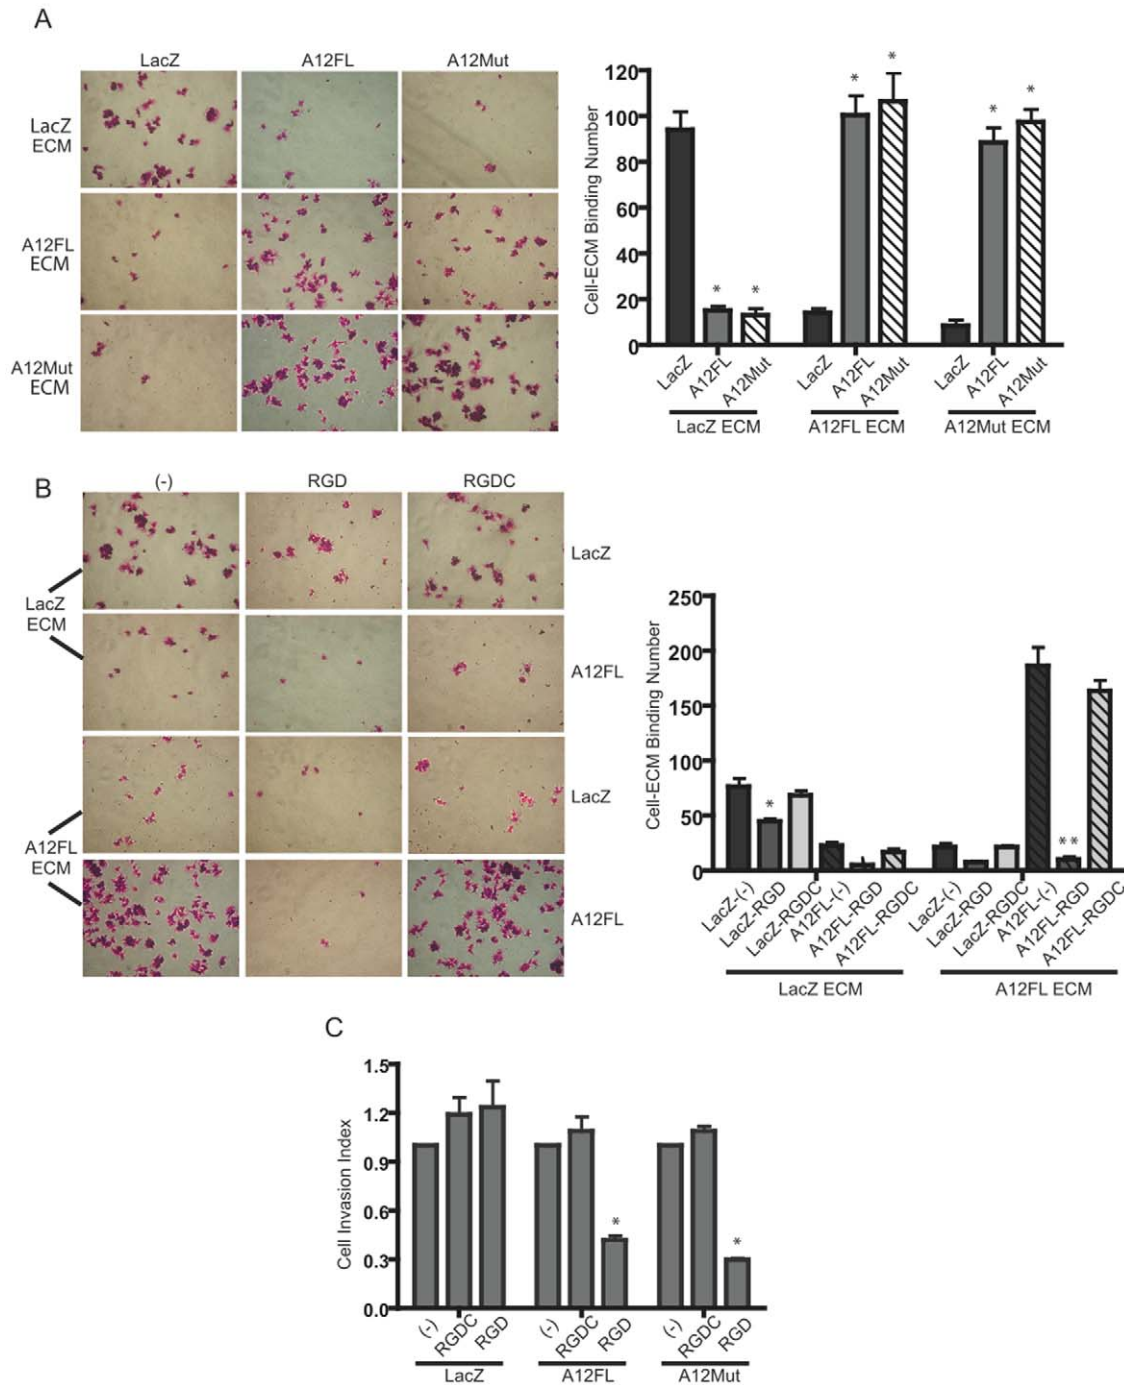 A
LacZ A12FL A12Mut
LacZ
ECM
A12FL
ECM
A12Mut
ECM
Cell-ECM Binding Number
120
100
80
60
40
20
0
* * * * * *
LacZ A12FL A12Mut LacZ A12FL A12Mut LacZ A12FL A12Mut
LacZ ECM A12FL ECM A12Mut ECM
B
(-) RGD RGDC
LacZ
ECM
A12FL
ECM
LacZ
A12FL
LacZ
A12FL
Cell-ECM Binding Number
250
200
150
100
50
0
* **
LacZ-(-) LacZ-RGD LacZ-RGDC A12FL-(-) A12FL-RGD A12FL-RGDC LacZ-(-) LacZ-RGD LacZ-RGDC A12FL-(-) A12FL-RGD A12FL-RGDC
LacZ ECM A12FL ECM
C
Cell Invasion Index
1.5
1.2
0.9
0.6
0.3
0.0
* *
(-) RGDC RGD (-) RGDC RGD (-) RGDC RGD
LacZ A12FL A12Mut